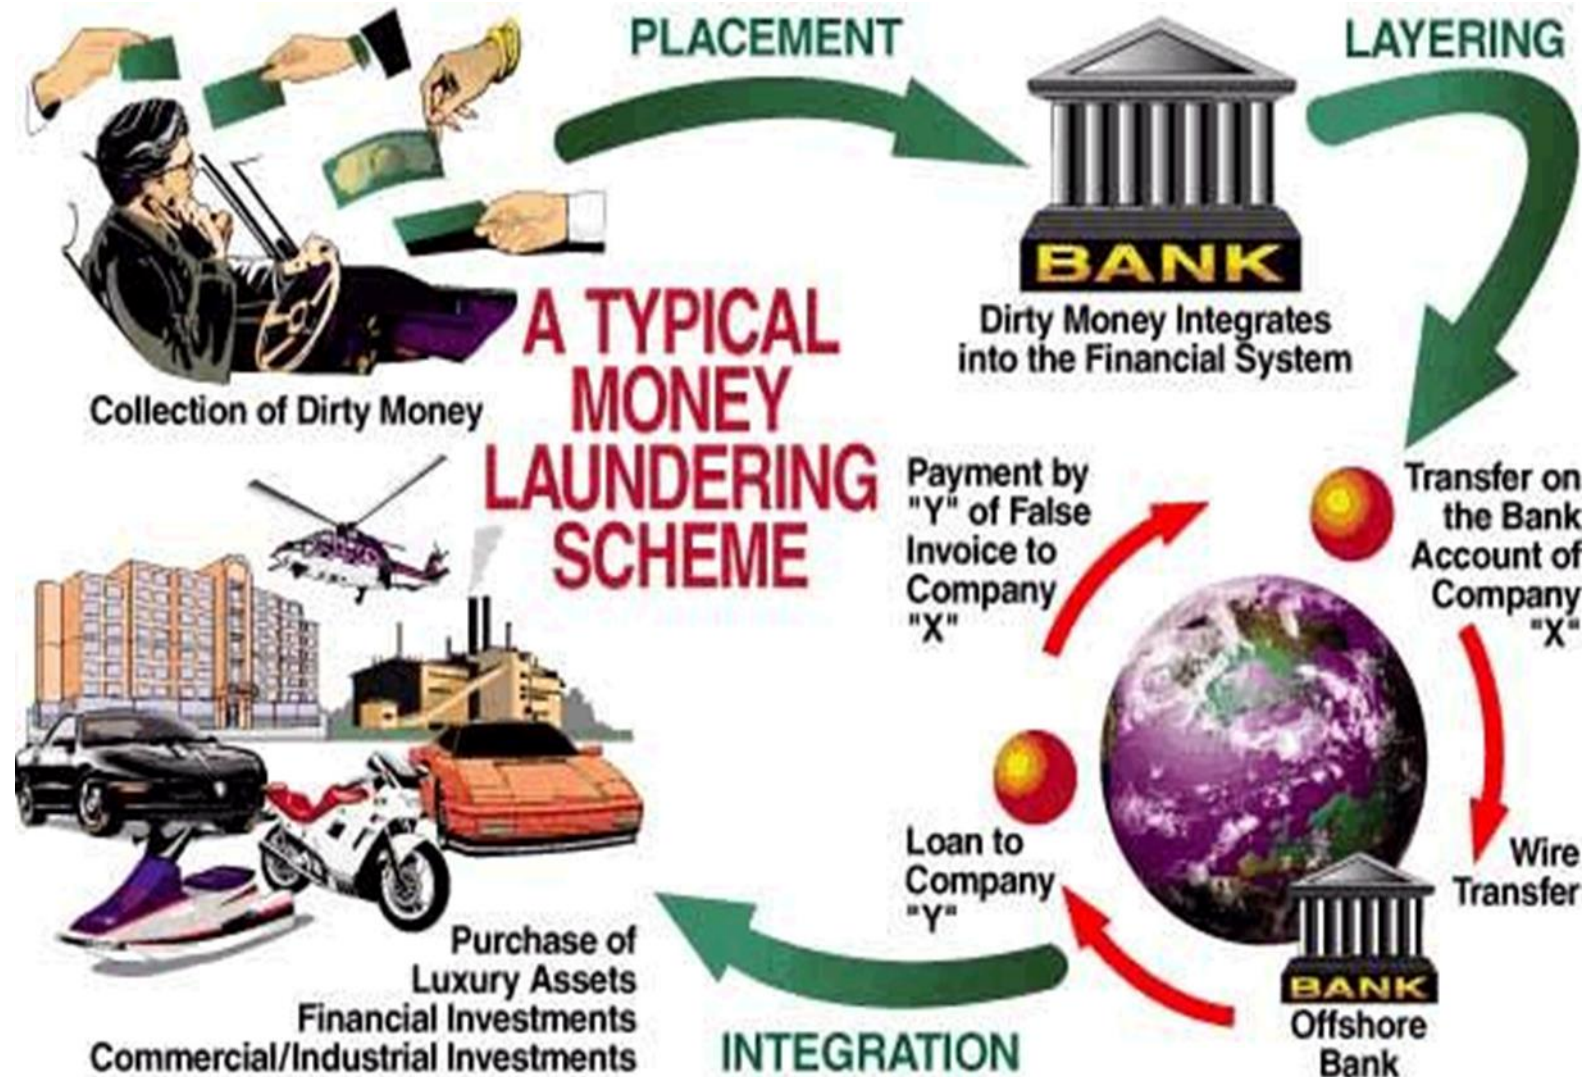 PLACEMENT
LAYERING
BANK
Dirty Money Integrates
into the Financial System
Collection of Dirty Money
A TYPICAL
MONEY
LAUNDERING
SCHEME
Transfer on
the Bank
Account of
Company
"X"
Wire
Transfer
BANK
Offshore
Bank
Loan to
Company
"Y"
Payment by
"Y" of False
Invoice to
Company
"X"
INTEGRATION
Purchase of
Luxury Assets
Financial Investments
Commercial/Industrial Investments